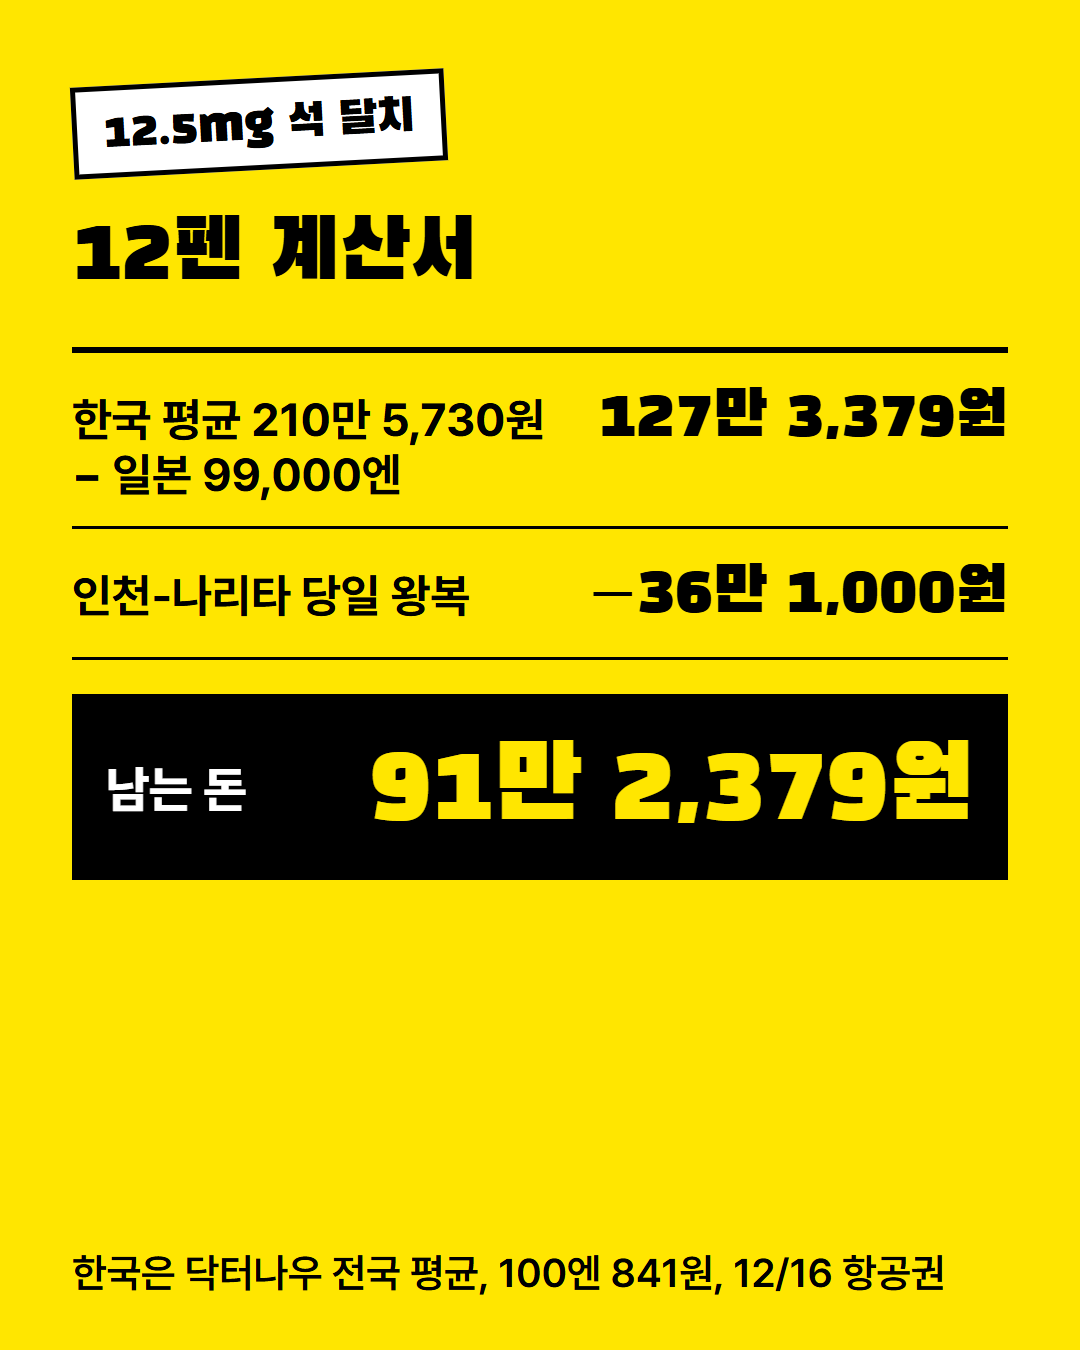 12.5mg 석 달치
12펜 계산서
한국 평균 210만 5,730원 127만 3,379원
– 일본 99,000엔
인천-나리타 당일 왕복 —36만 1,000원
남는 돈 91만 2,379원
한국은 닥터나우 전국 평균, 100엔 841원, 12/16 항공권